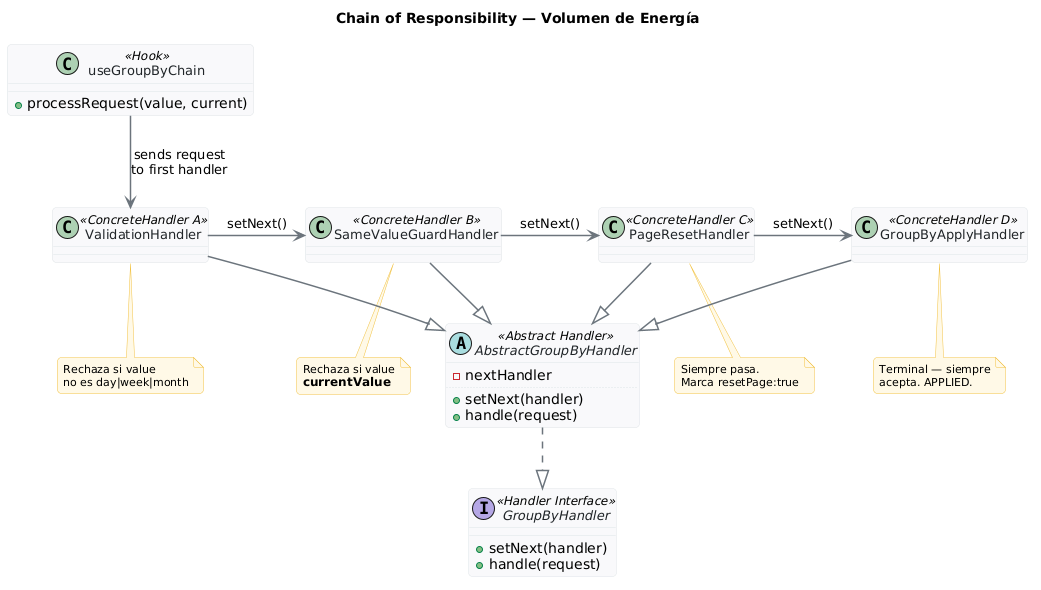 Chain of Responsibility — Volumen de Energía
C
«Hook»
useGroupByChain
processRequest(value, current)
sends request
to first handler
C
«ConcreteHandler A»
ValidationHandler
setNext()
C
«ConcreteHandler B»
SameValueGuardHandler
setNext()
C
«ConcreteHandler C»
PageResetHandler
setNext()
C
«ConcreteHandler D»
GroupByApplyHandler
Rechaza si value
no es day|week|month
Rechaza si value
currentValue
A
«Abstract Handler»
AbstractGroupByHandler
nextHandler
setNext(handler)
handle(request)
Siempre pasa.
Marca resetPage:true
Terminal — siempre
acepta. APPLIED.
I
«Handler Interface»
GroupByHandler
setNext(handler)
handle(request)